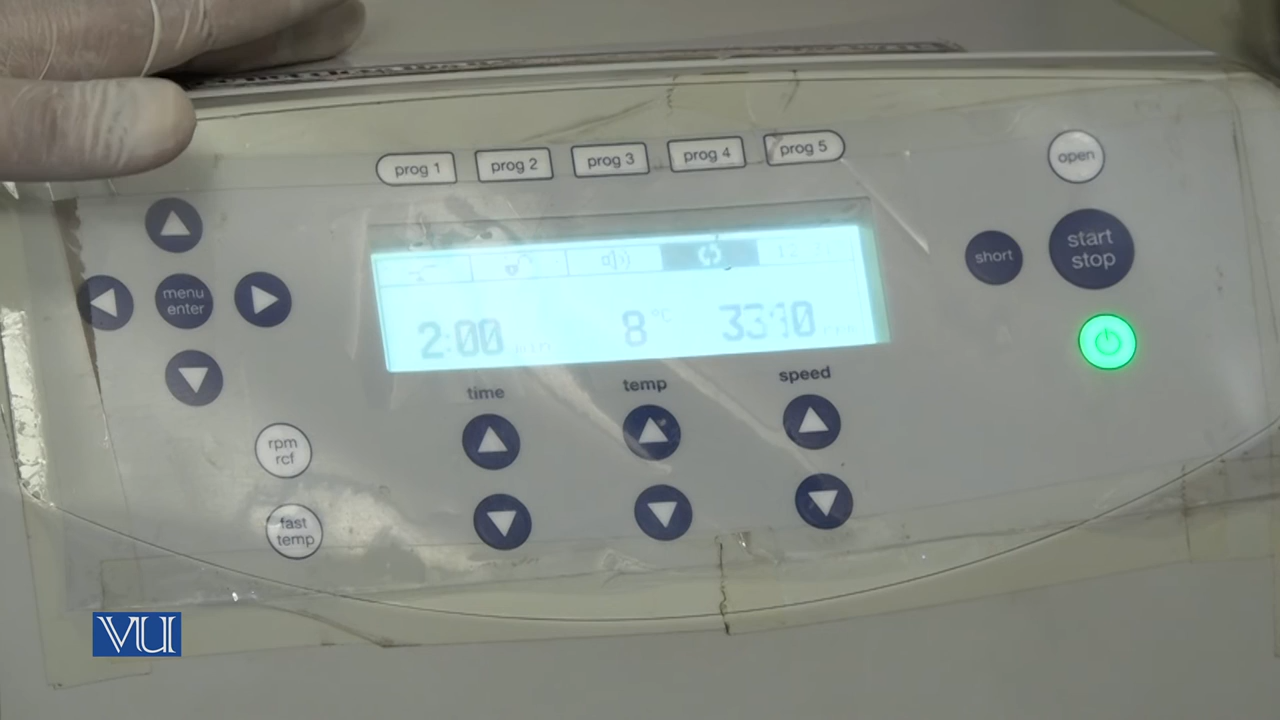 prog 1 prog 2 prog 3 prog 4 prog 5
open
menu
enter
short
start
stop
2:00 8 °C
time temp speed
rpm
rcf
fast
temp
VU